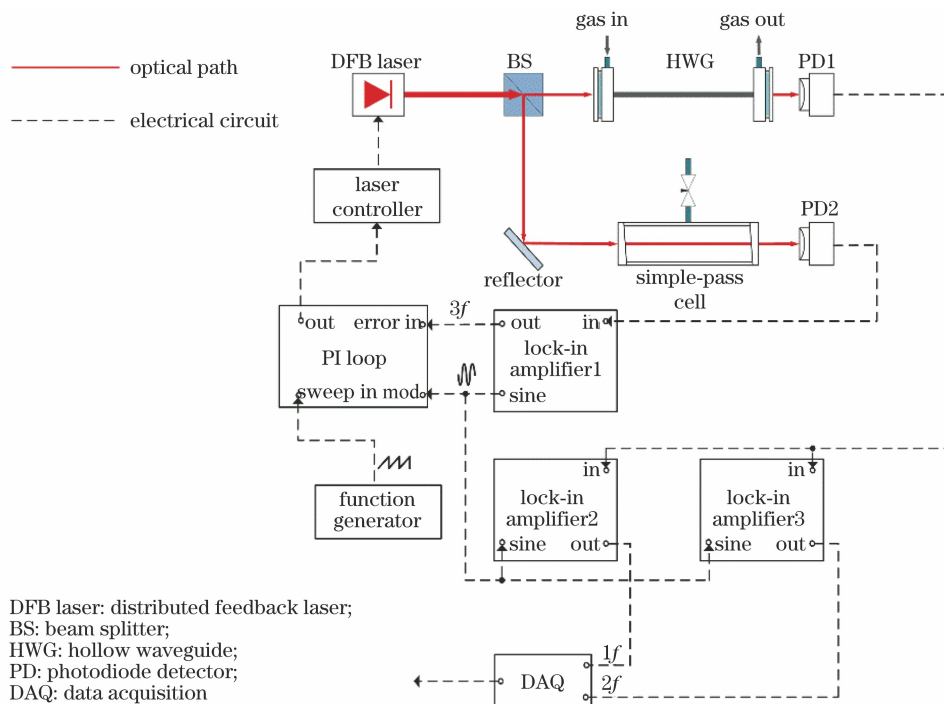 gas in
gas out
optical path
DFB laser
BS
HWG
PD1
electrical circuit
laser
controller
PD2
reflector
simple-pass
cell
out
error in
3f
out
in
PI loop
lock-in
amplifier1
sweep in mod
sine
in
in
function
generator
lock-in
amplifier2
lock-in
amplifier3
sine
out
sine
out
DFB laser: distributed feedback laser;
BS: beam splitter;
HWG: hollow waveguide;
PD: photodiode detector;
DAQ: data acquisition
DAQ
1f
2f